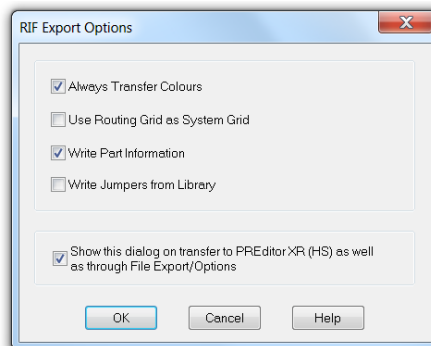 RIF Export Options
X
Always Transfer Colours
Use Routing Grid as System Grid
Write Part Information
Write Jumpers from Library
Show this dialog on transfer to PREditor XR (HS) as well
as through File Export/Options
OK Cancel Help